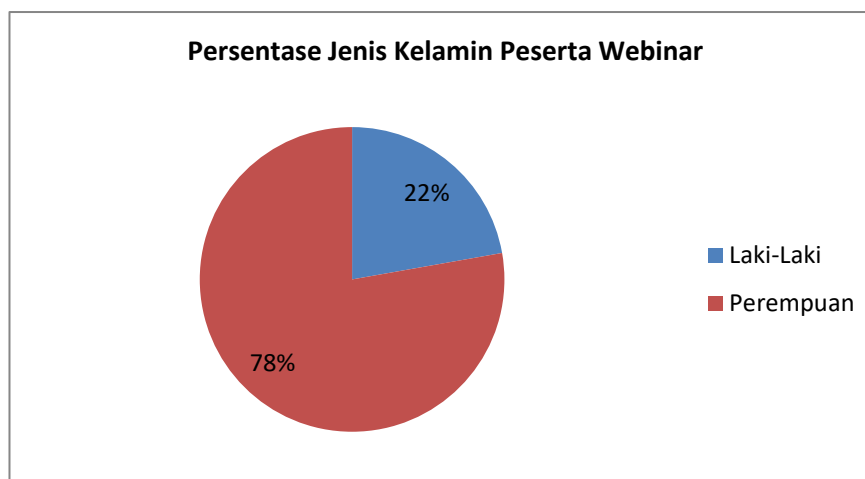 Persentase Jenis Kelamin Peserta Webinar
22%
Laki-Laki
Perempuan
78%